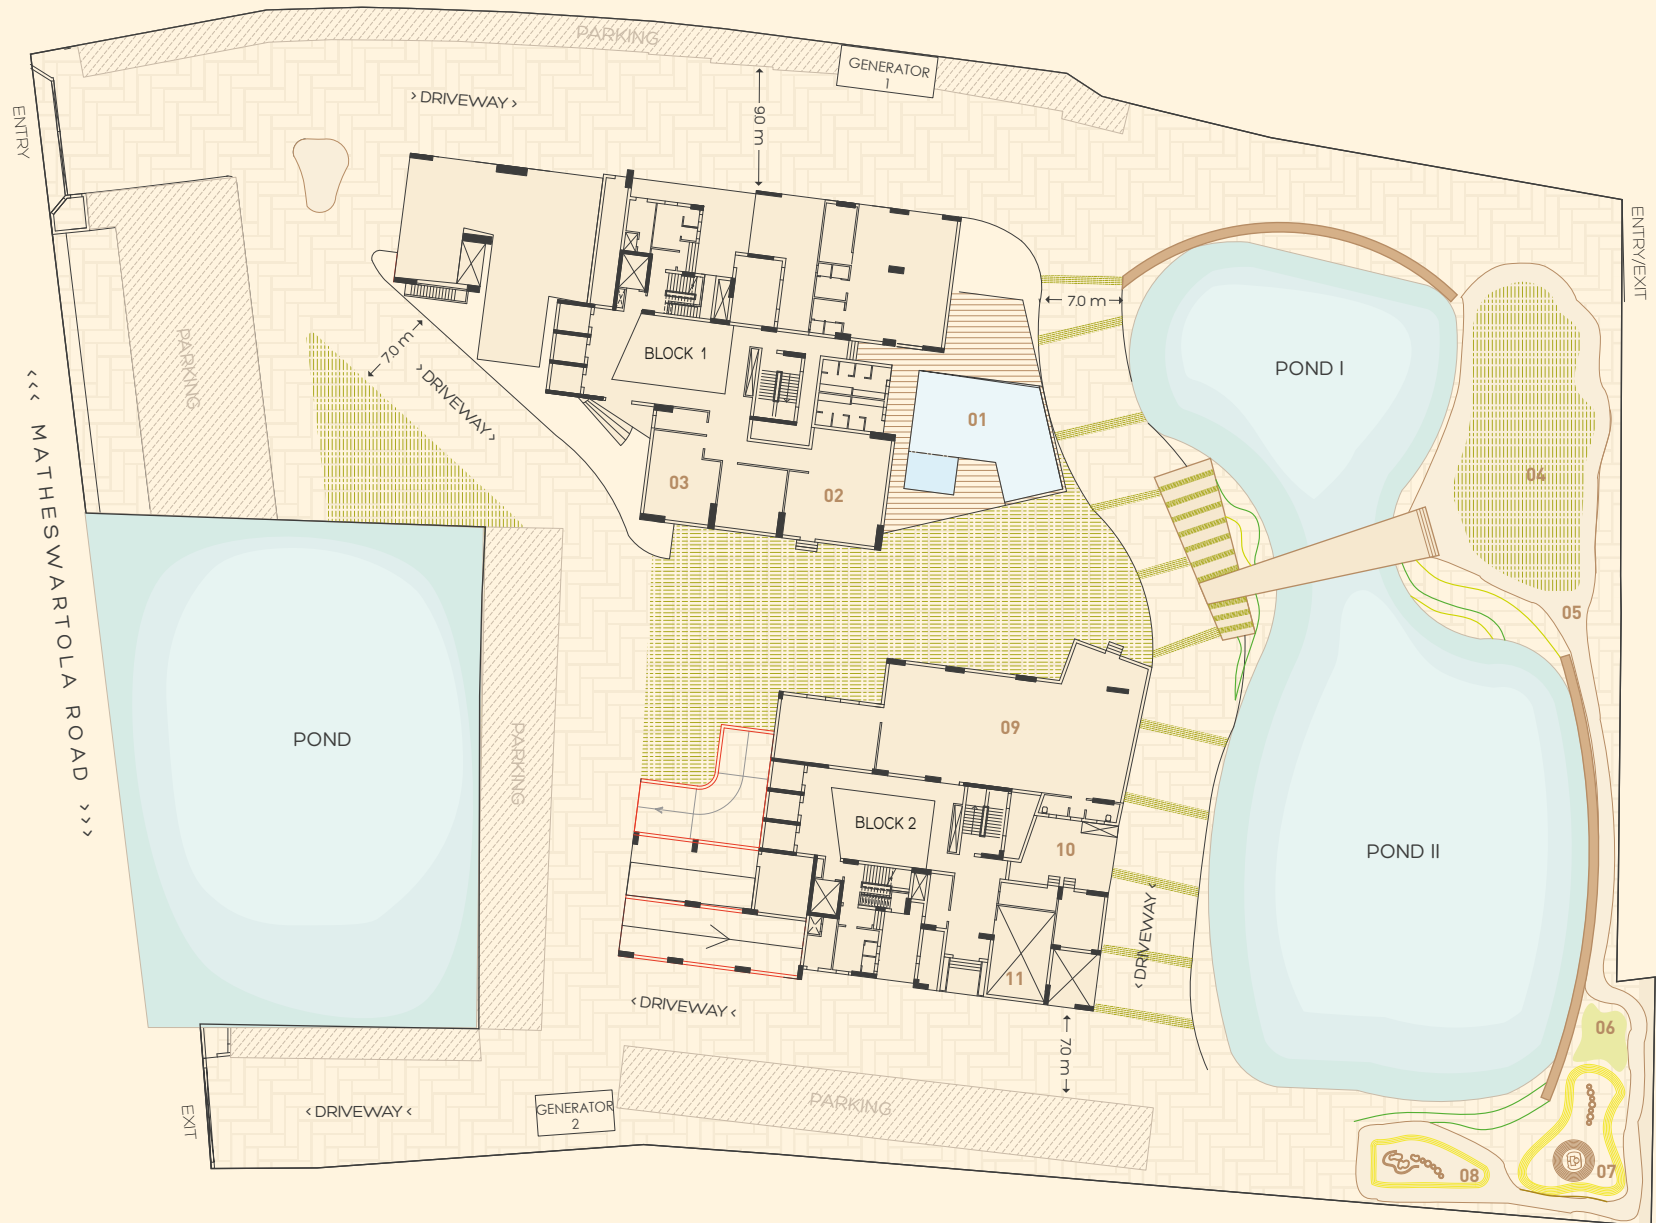 PARKING
GENERATOR
1
‹ DRIVEWAY ›
9.0 m
ENTRY
ENTRY/EXIT
7.0 m
PARKING
7.0 m
BLOCK 1
POND I
‹ DRIVEWAY ›
01
04
03
02
‹‹‹ MATHESWARTOLA ROAD ›››
05
POND
PARKING
09
BLOCK 2
10
POND II
‹ DRIVEWAY ›
11
‹ DRIVEWAY ‹
7.0 m
06
EXIT
‹ DRIVEWAY ‹
GENERATOR
2
PARKING
08
07